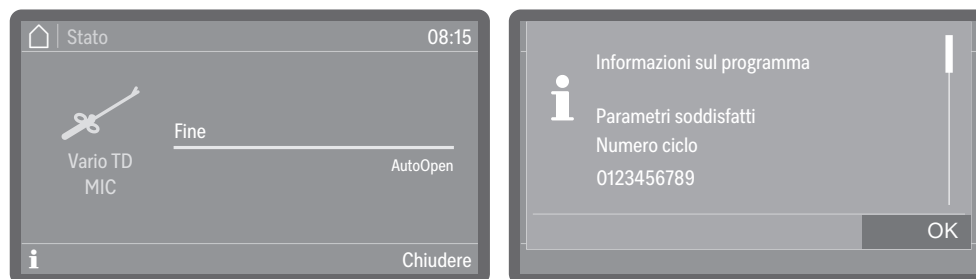 Stato
08:15
Fine
AutoOpen
Vario TD
MIC
i
Chiudere
Informazioni sul programma
i
Parametri soddisfatti
Numero ciclo
0123456789
OK